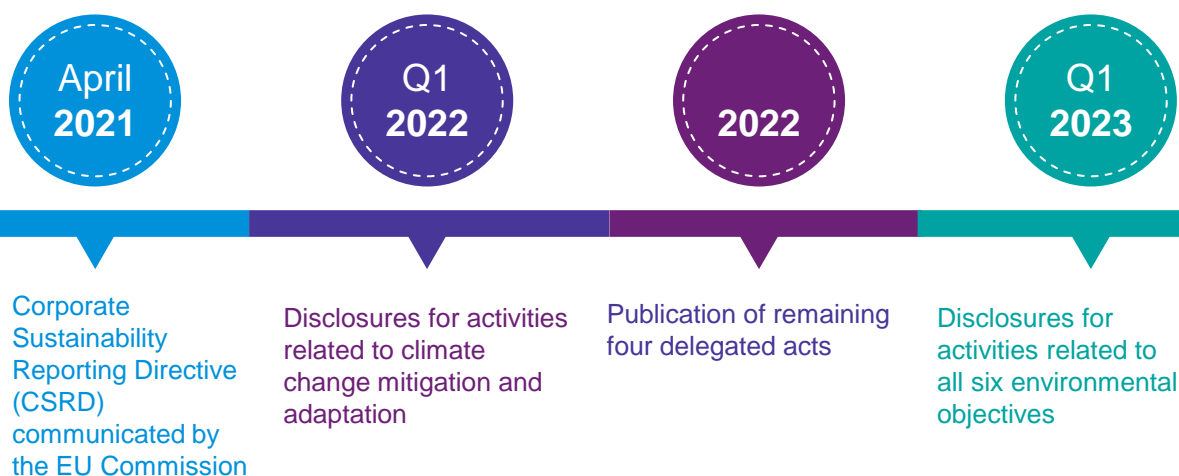 April
2021
Q1
2022
2022
Q1
2023
Corporate
Sustainability
Reporting Directive
(CSRD)
communicated by
the EU Commission
Disclosures for activities
related to climate
change mitigation and
adaptation
Publication of remaining
four delegated acts
Disclosures for
activities related to
all six environmental
objectives